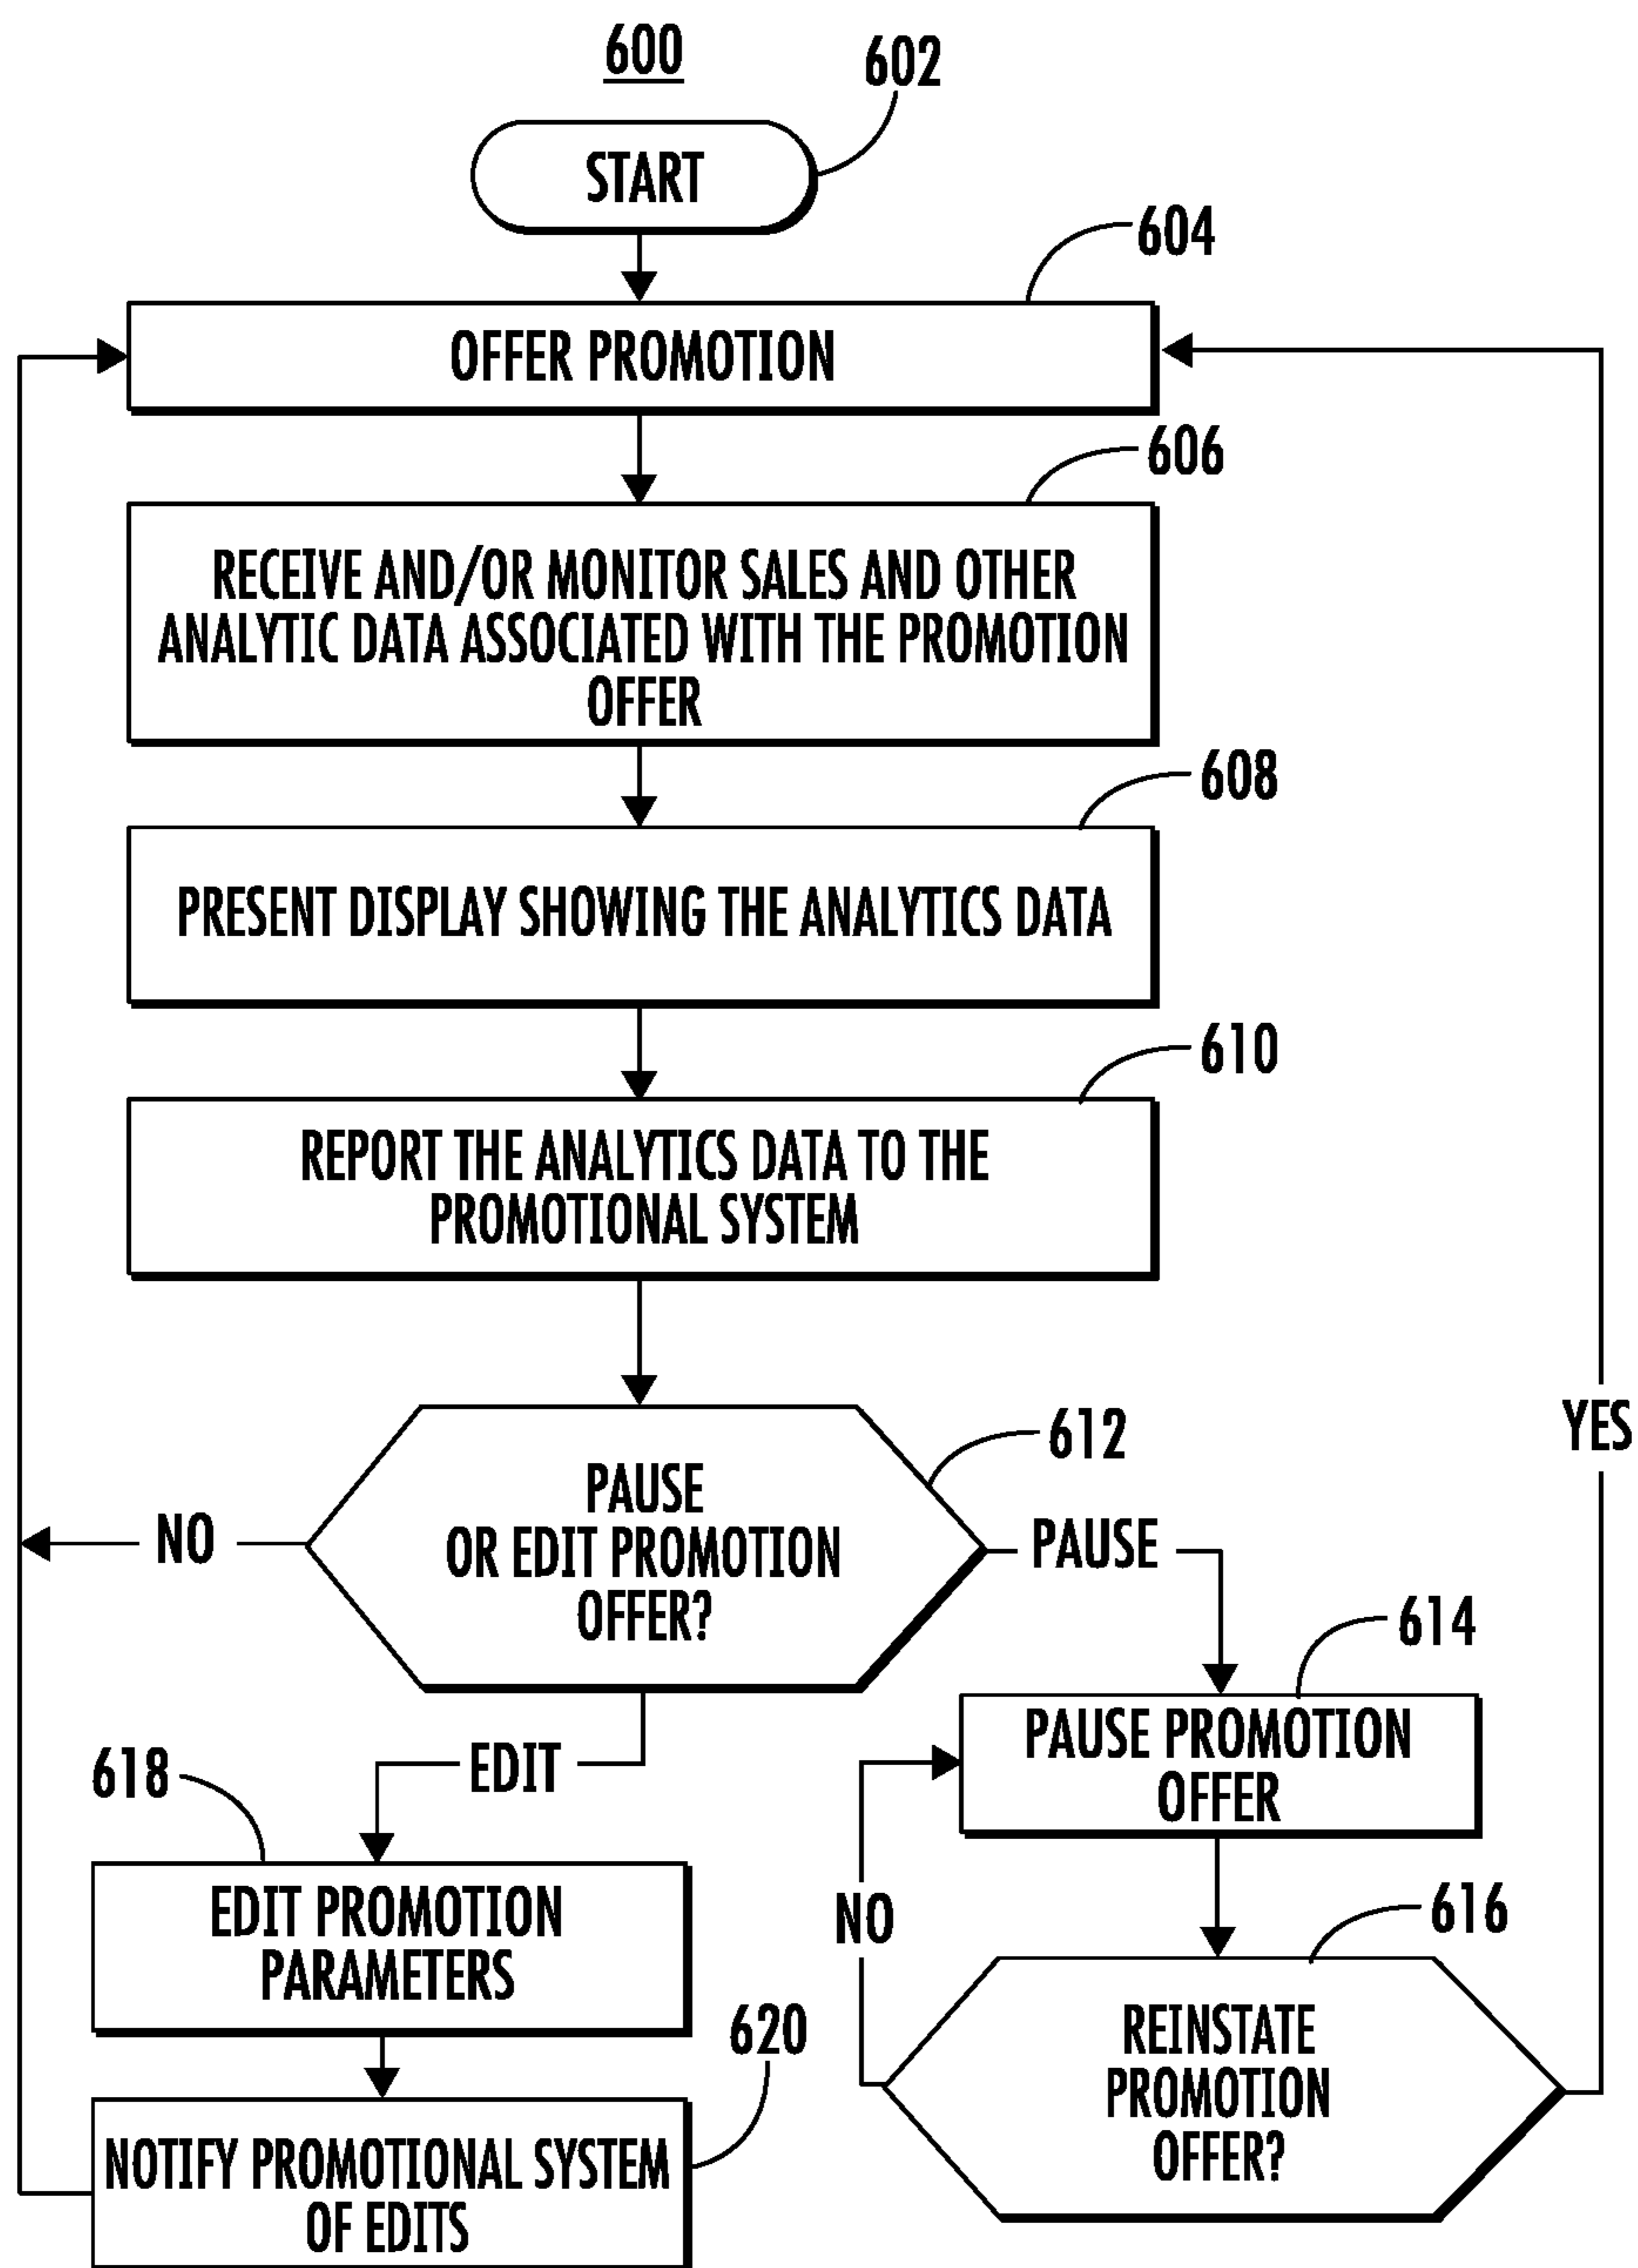 600
602
START
604
OFFER PROMOTION
606
RECEIVE AND/OR MONITOR SALES AND OTHER
ANALYTIC DATA ASSOCIATED WITH THE PROMOTION
OFFER
608
PRESENT DISPLAY SHOWING THE ANALYTICS DATA
610
REPORT THE ANALYTICS DATA TO THE
PROMOTIONAL SYSTEM
612
PAUSE
OR EDIT PROMOTION
OFFER?
NO
PAUSE
YES
614
PAUSE PROMOTION
OFFER
EDIT
618
EDIT PROMOTION
PARAMETERS
NO
616
REINSTATE
PROMOTION
OFFER?
620
NOTIFY PROMOTIONAL SYSTEM
OF EDITS